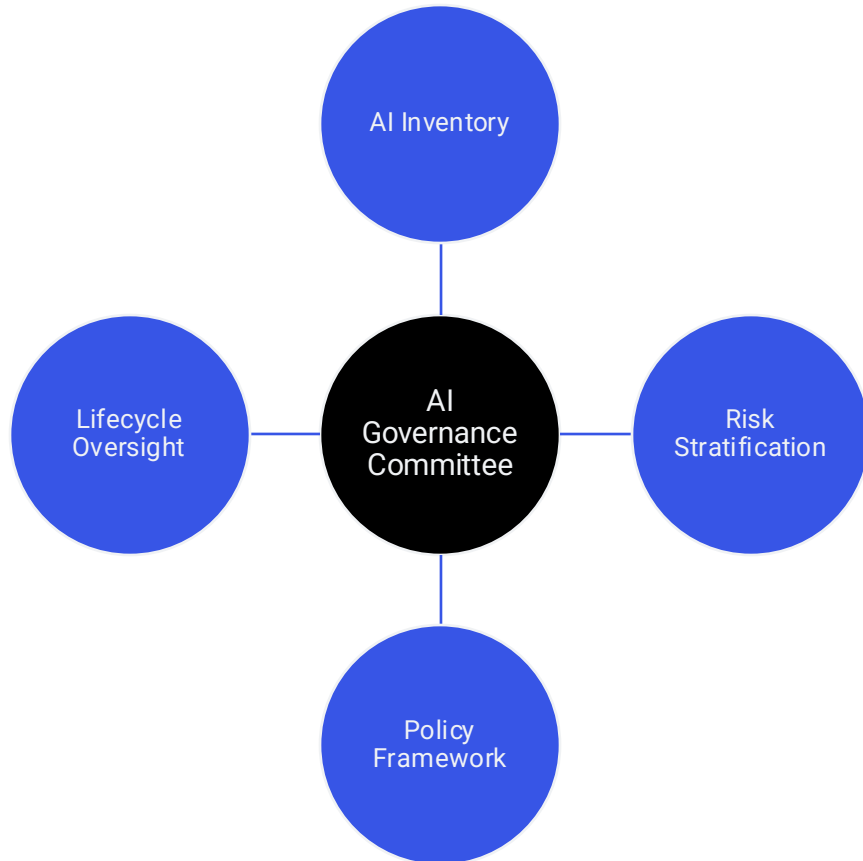 AI Inventory
Lifecycle
Oversight
AI
Governance
Committee
Risk
Stratification
Policy
Framework